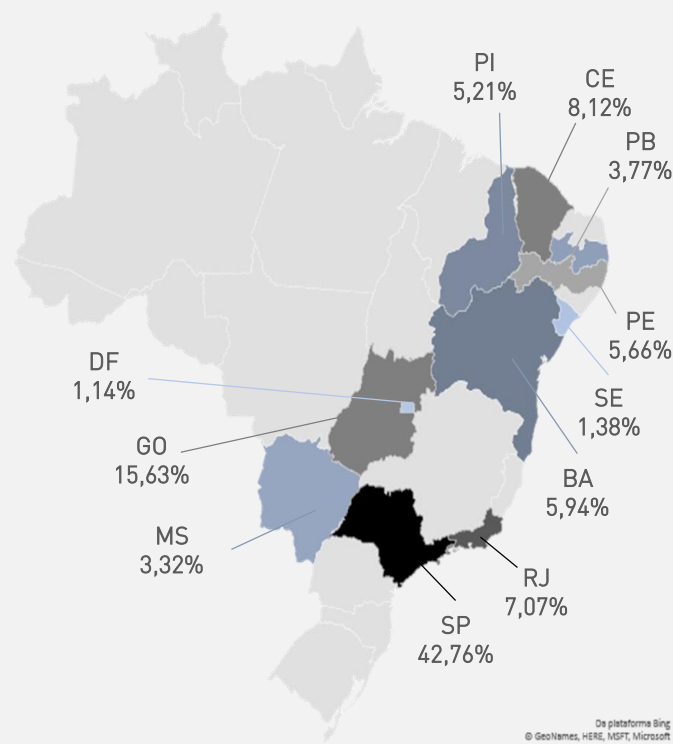 PI
5,21%
CE
8,12%
PB
3,77%
PE
5,66%
DF
1,14%
SE
1,38%
GO
15,63%
BA
5,94%
MS
3,32%
RJ
7,07%
SP
42,76%
Da plataforma Bing
© GeoNames, HERE, MSFT, Microsoft